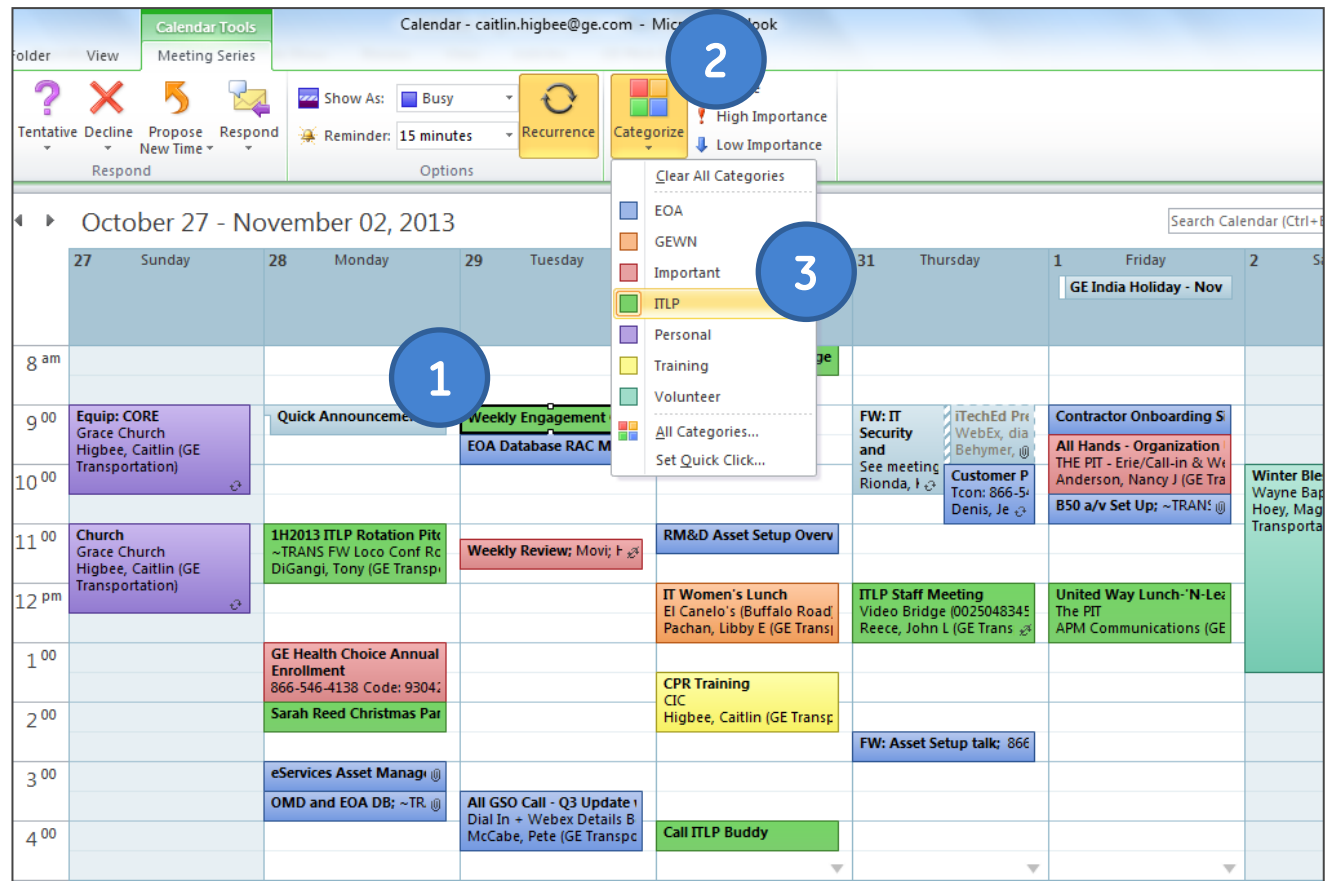 Calendar Tools
Calendar - caitlin.higbee@ge.com - Mic
ook
2
older View Meeting Series
Tentative Decline Propose New Time Respond
Respond
Show As: Busy
Reminder: 15 minutes
Recurrence
Options
Categorize
High Importance
Low Importance
Clear All Categories
EOA
GEWN
Important
ITLP
Personal
Training
Volunteer
All Categories...
Set Quick Click...
3
October 27 - November 02, 2013
Search Calendar (Ctrl+E
27 Sunday
28 Monday
29 Tuesday
31 Thursday
1 Friday
2 S
GE India Holiday - Nov
1
8 am
9 00
10 00
11 00
12 pm
1 00
2 00
3 00
4 00
Equip: CORE
Grace Church
Higbee, Caitlin (GE
Transportation)
Church
Grace Church
Higbee, Caitlin (GE
Transportation)
Quick Announceme
1H2013 ITLP Rotation Pitc
~TRANS FW Loco Conf Rc
DiGangi, Tony (GE Transp
GE Health Choice Annual
Enrollment
866-546-4138 Code: 93042
Sarah Reed Christmas Par
eServices Asset Manag
OMD and EOA DB; ~TR
Weekly Engagement
EOA Database RAC M
Weekly Review; Movi; H
All GSO Call - Q3 Update
Dial In + Webex Details B
McCabe, Pete (GE Transpc
ge
RM&D Asset Setup Overv
IT Women's Lunch
El Canelo's (Buffalo Road)
Pachan, Libby E (GE Trans
CPR Training
CIC
Higbee, Caitlin (GE Transp
Call ITLP Buddy
FW: IT
Security
and
See meeting
Rionda,
iTechEd Pre
WebEx, dia
Behymer,
Customer P
Tcon: 866-54
Denis, Je
ITLP Staff Meeting
Video Bridge (0025048345
Reece, John L (GE Trans
FW: Asset Setup talk; 866
Contractor Onboarding S
All Hands - Organization
THE PIT - Erie/Call-in & We
Anderson, Nancy J (GE Tra
B50 a/v Set Up; ~TRANS
United Way Lunch-'N-Lea
The PIT
APM Communications (GE
Winter Ble
Wayne Bap
Hoey, Mag
Transporta